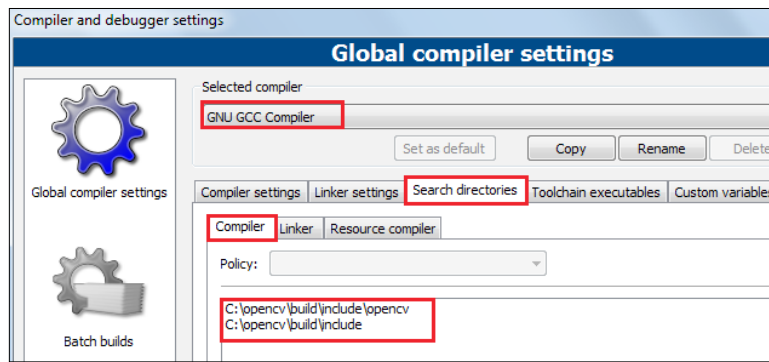 Compiler and debugger settings
Global compiler settings
Selected compiler
GNU GCC Compiler
Set as default Copy Rename Delete
Global compiler settings
Compiler settings Linker settings Search directories Toolchain executables Custom variables
Compiler Linker Resource compiler
Policy:
C:\opencv\build\include\opencv
C:\opencv\build\include
Batch builds